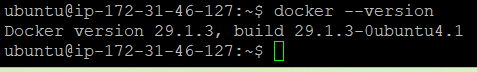 ubuntu@ip-172-31-46-127:~$ docker --version
Docker version 29.1.3, build 29.1.3-0ubuntu4.1
ubuntu@ip-172-31-46-127:~$